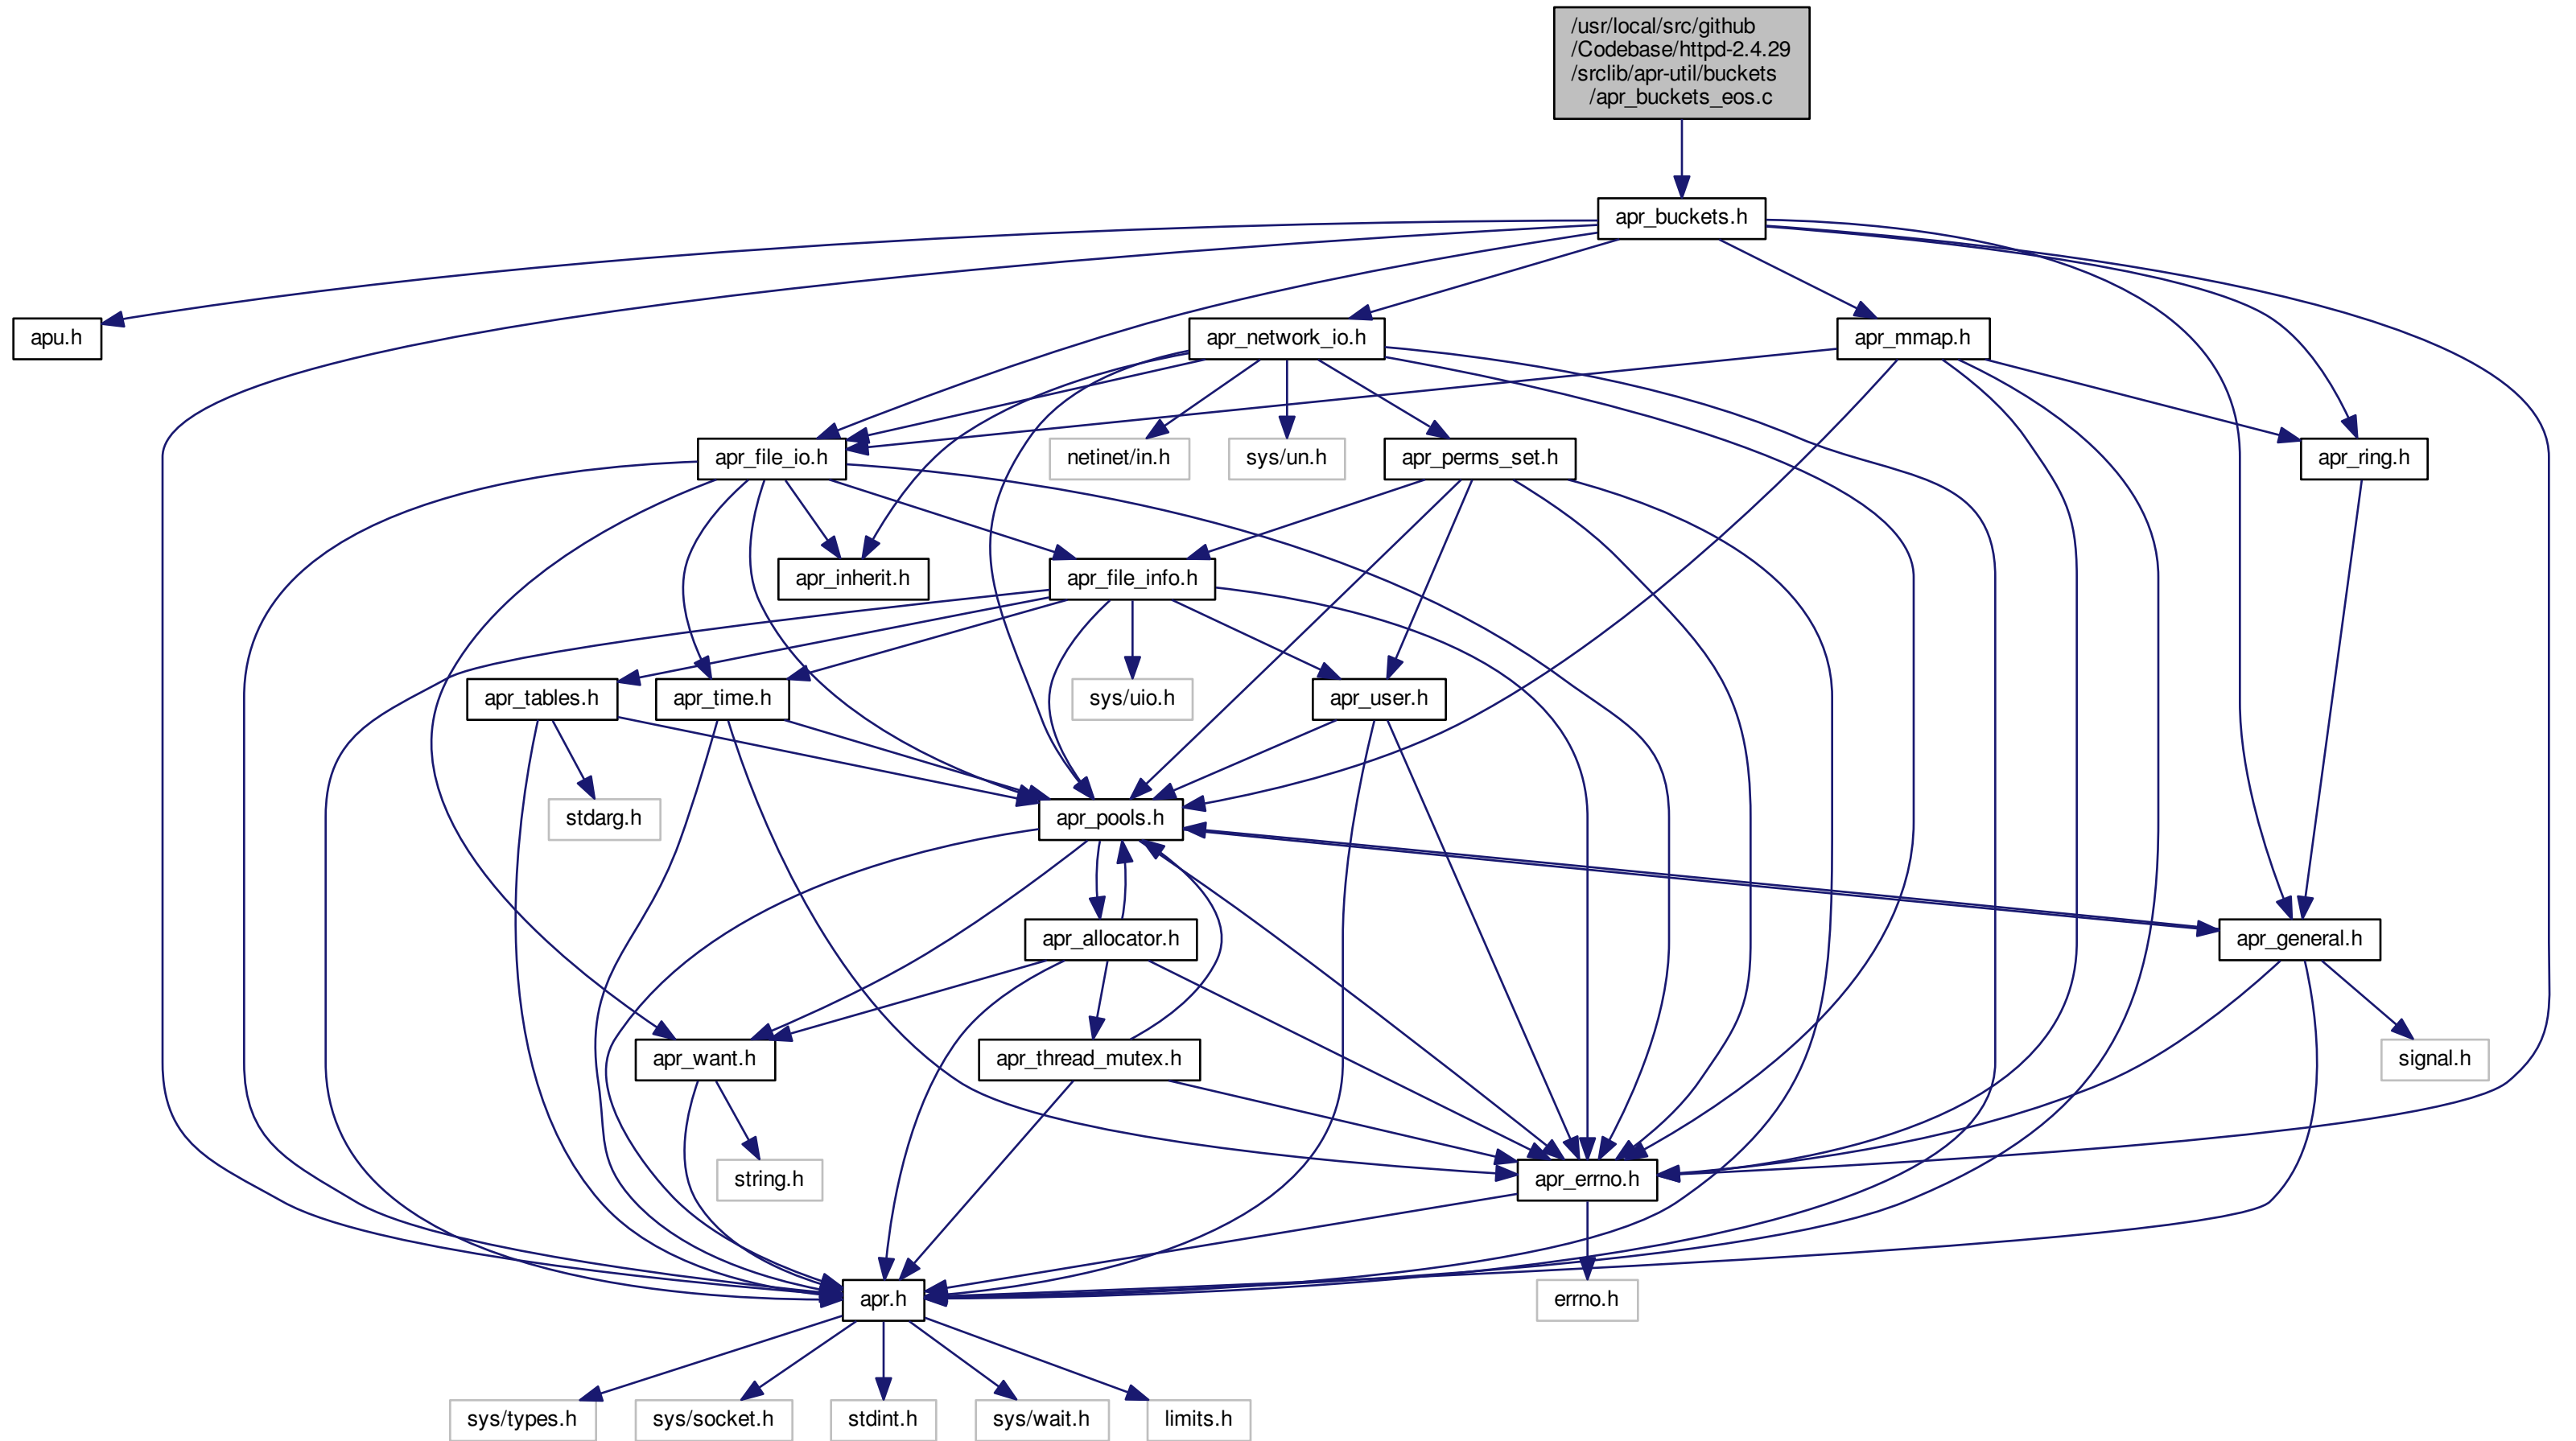 /usr/local/src/github
/Codebase/httpd-2.4.29
/srclib/apr-util/buckets
/apr_buckets_eos.c
apr_buckets.h
apu.h
apr_network_io.h
apr_mmap.h
apr_file_io.h
netinet/in.h
sys/un.h
apr_perms_set.h
apr_ring.h
apr_inherit.h
apr_file_info.h
apr_tables.h
apr_time.h
sys/uio.h
apr_user.h
stdarg.h
apr_pools.h
apr_allocator.h
apr_general.h
apr_want.h
apr_thread_mutex.h
signal.h
string.h
apr_errno.h
apr.h
errno.h
sys/types.h
sys/socket.h
stdint.h
sys/wait.h
limits.h